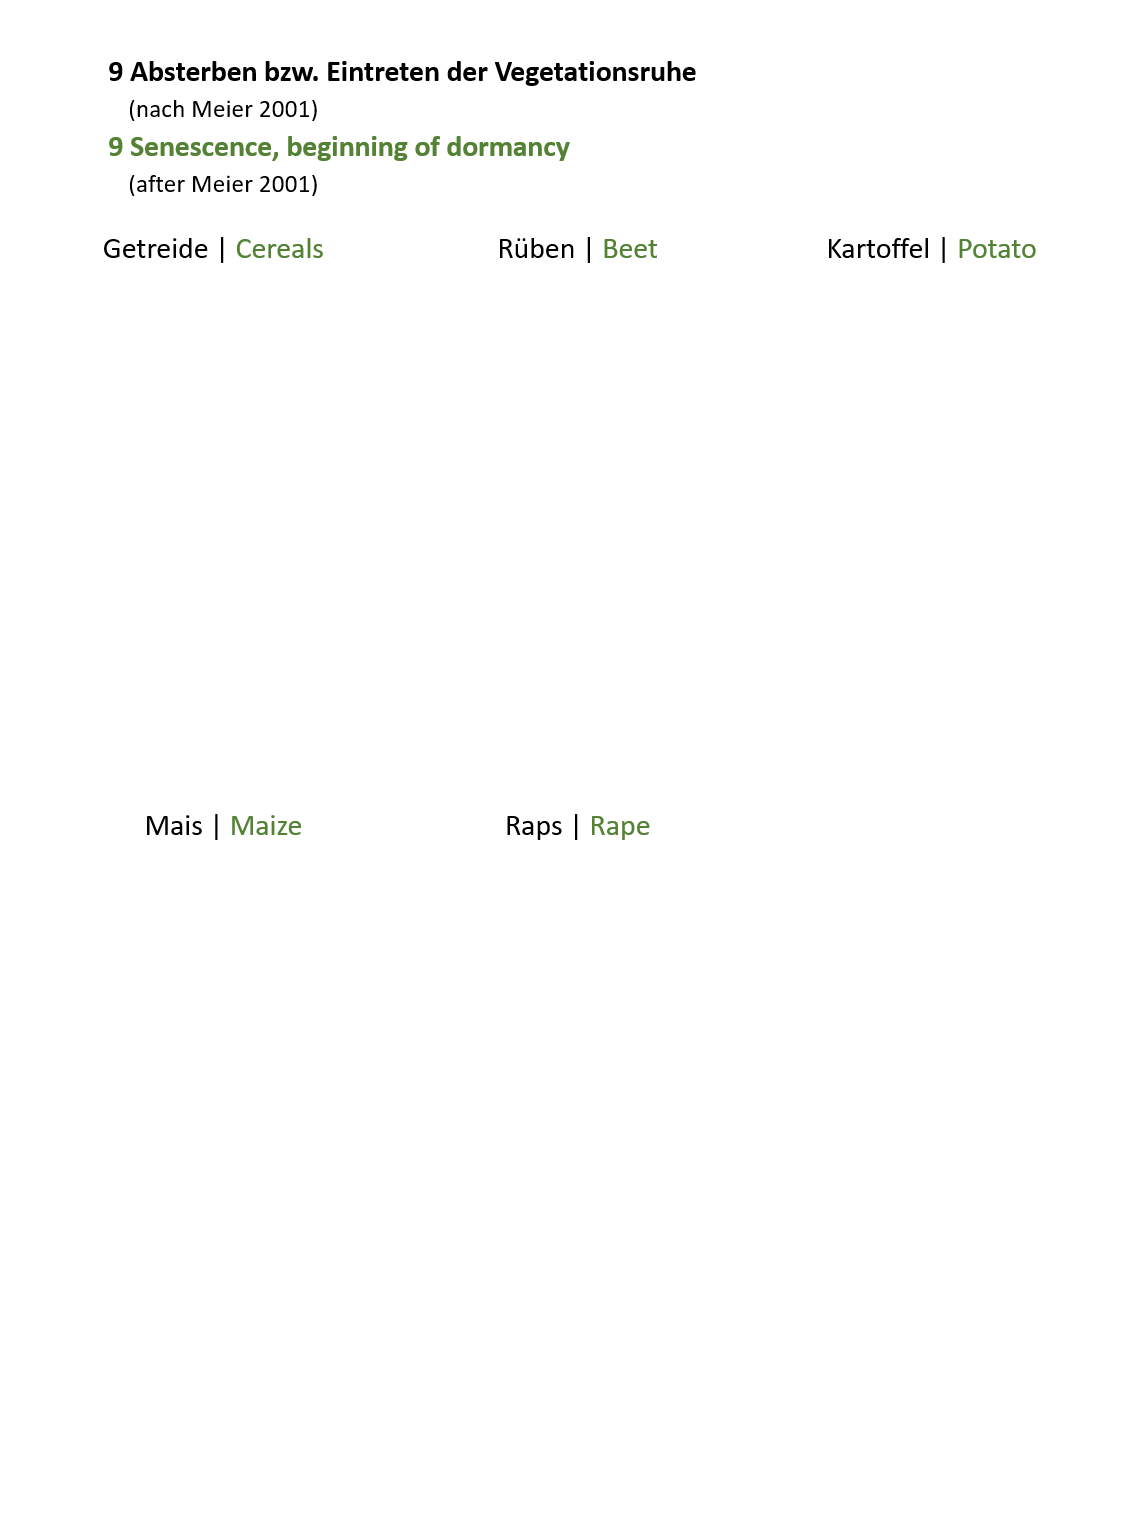 9 Absterben bzw. Eintreten der Vegetationsruhe
(nach Meier 2001)
9 Senescence, beginning of dormancy
(after Meier 2001)
Getreide | Cereals
Rüben | Beet
Kartoffel | Potato
Mais | Maize
Raps | Rape